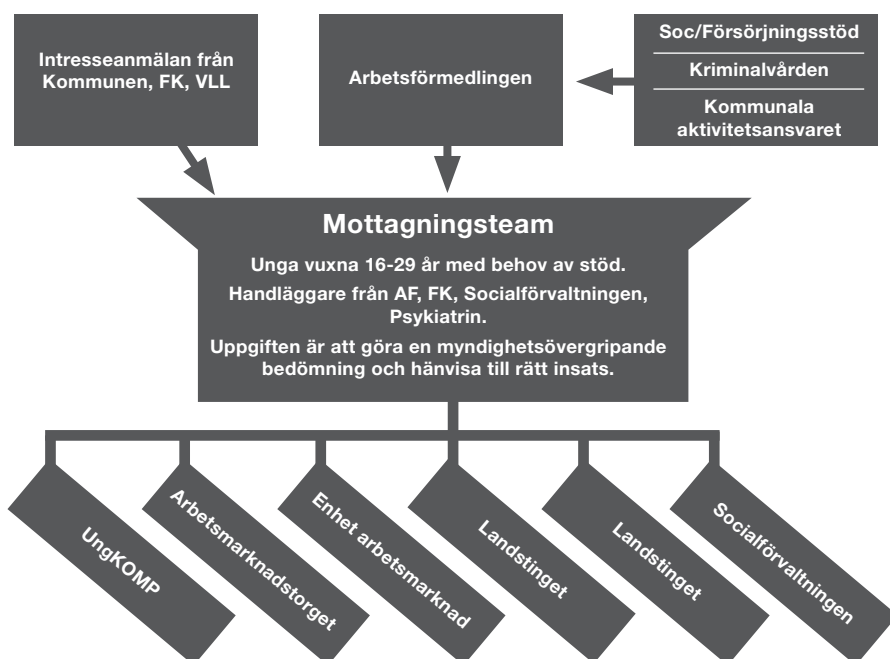 Intresseanmälan från
Kommunen, FK, VLL
Arbetsförmedlingen
Soc/Försörjningsstöd
Kriminalvården
Kommunala
aktivitetsansvaret
Mottagningsteam
Unga vuxna 16-29 år med behov av stöd.
Handläggare från AF, FK, Socialförvaltningen,
Psykiatrin.
Uppgiften är att göra en myndighetsövergripande
bedömning och hänvisa till rätt insats.
UngKOMP
Arbetsmarknadstorget
Enhet arbetsmarknad
Landstinget
Landstinget
Socialförvaltningen